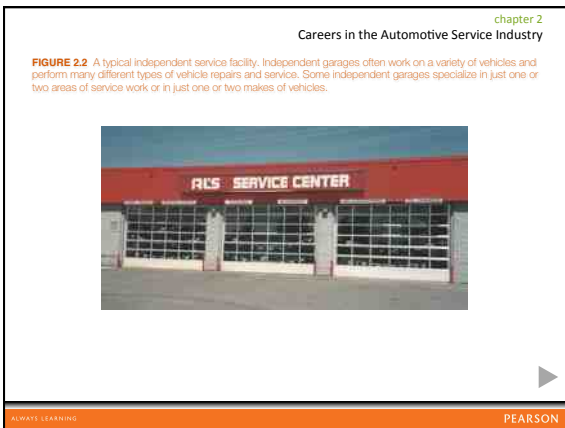 chapter 2
Careers in the Automotive Service Industry
FIGURE 2.2 A typical independent service facility. Independent garages often work on a variety of vehicles and
perform many different types of vehicle repairs and service. Some independent garages specialize in just one or
two areas of service work or in just one or two makes of vehicles.
AL'S SERVICE CENTER
ALWAYS LEARNING
PEARSON